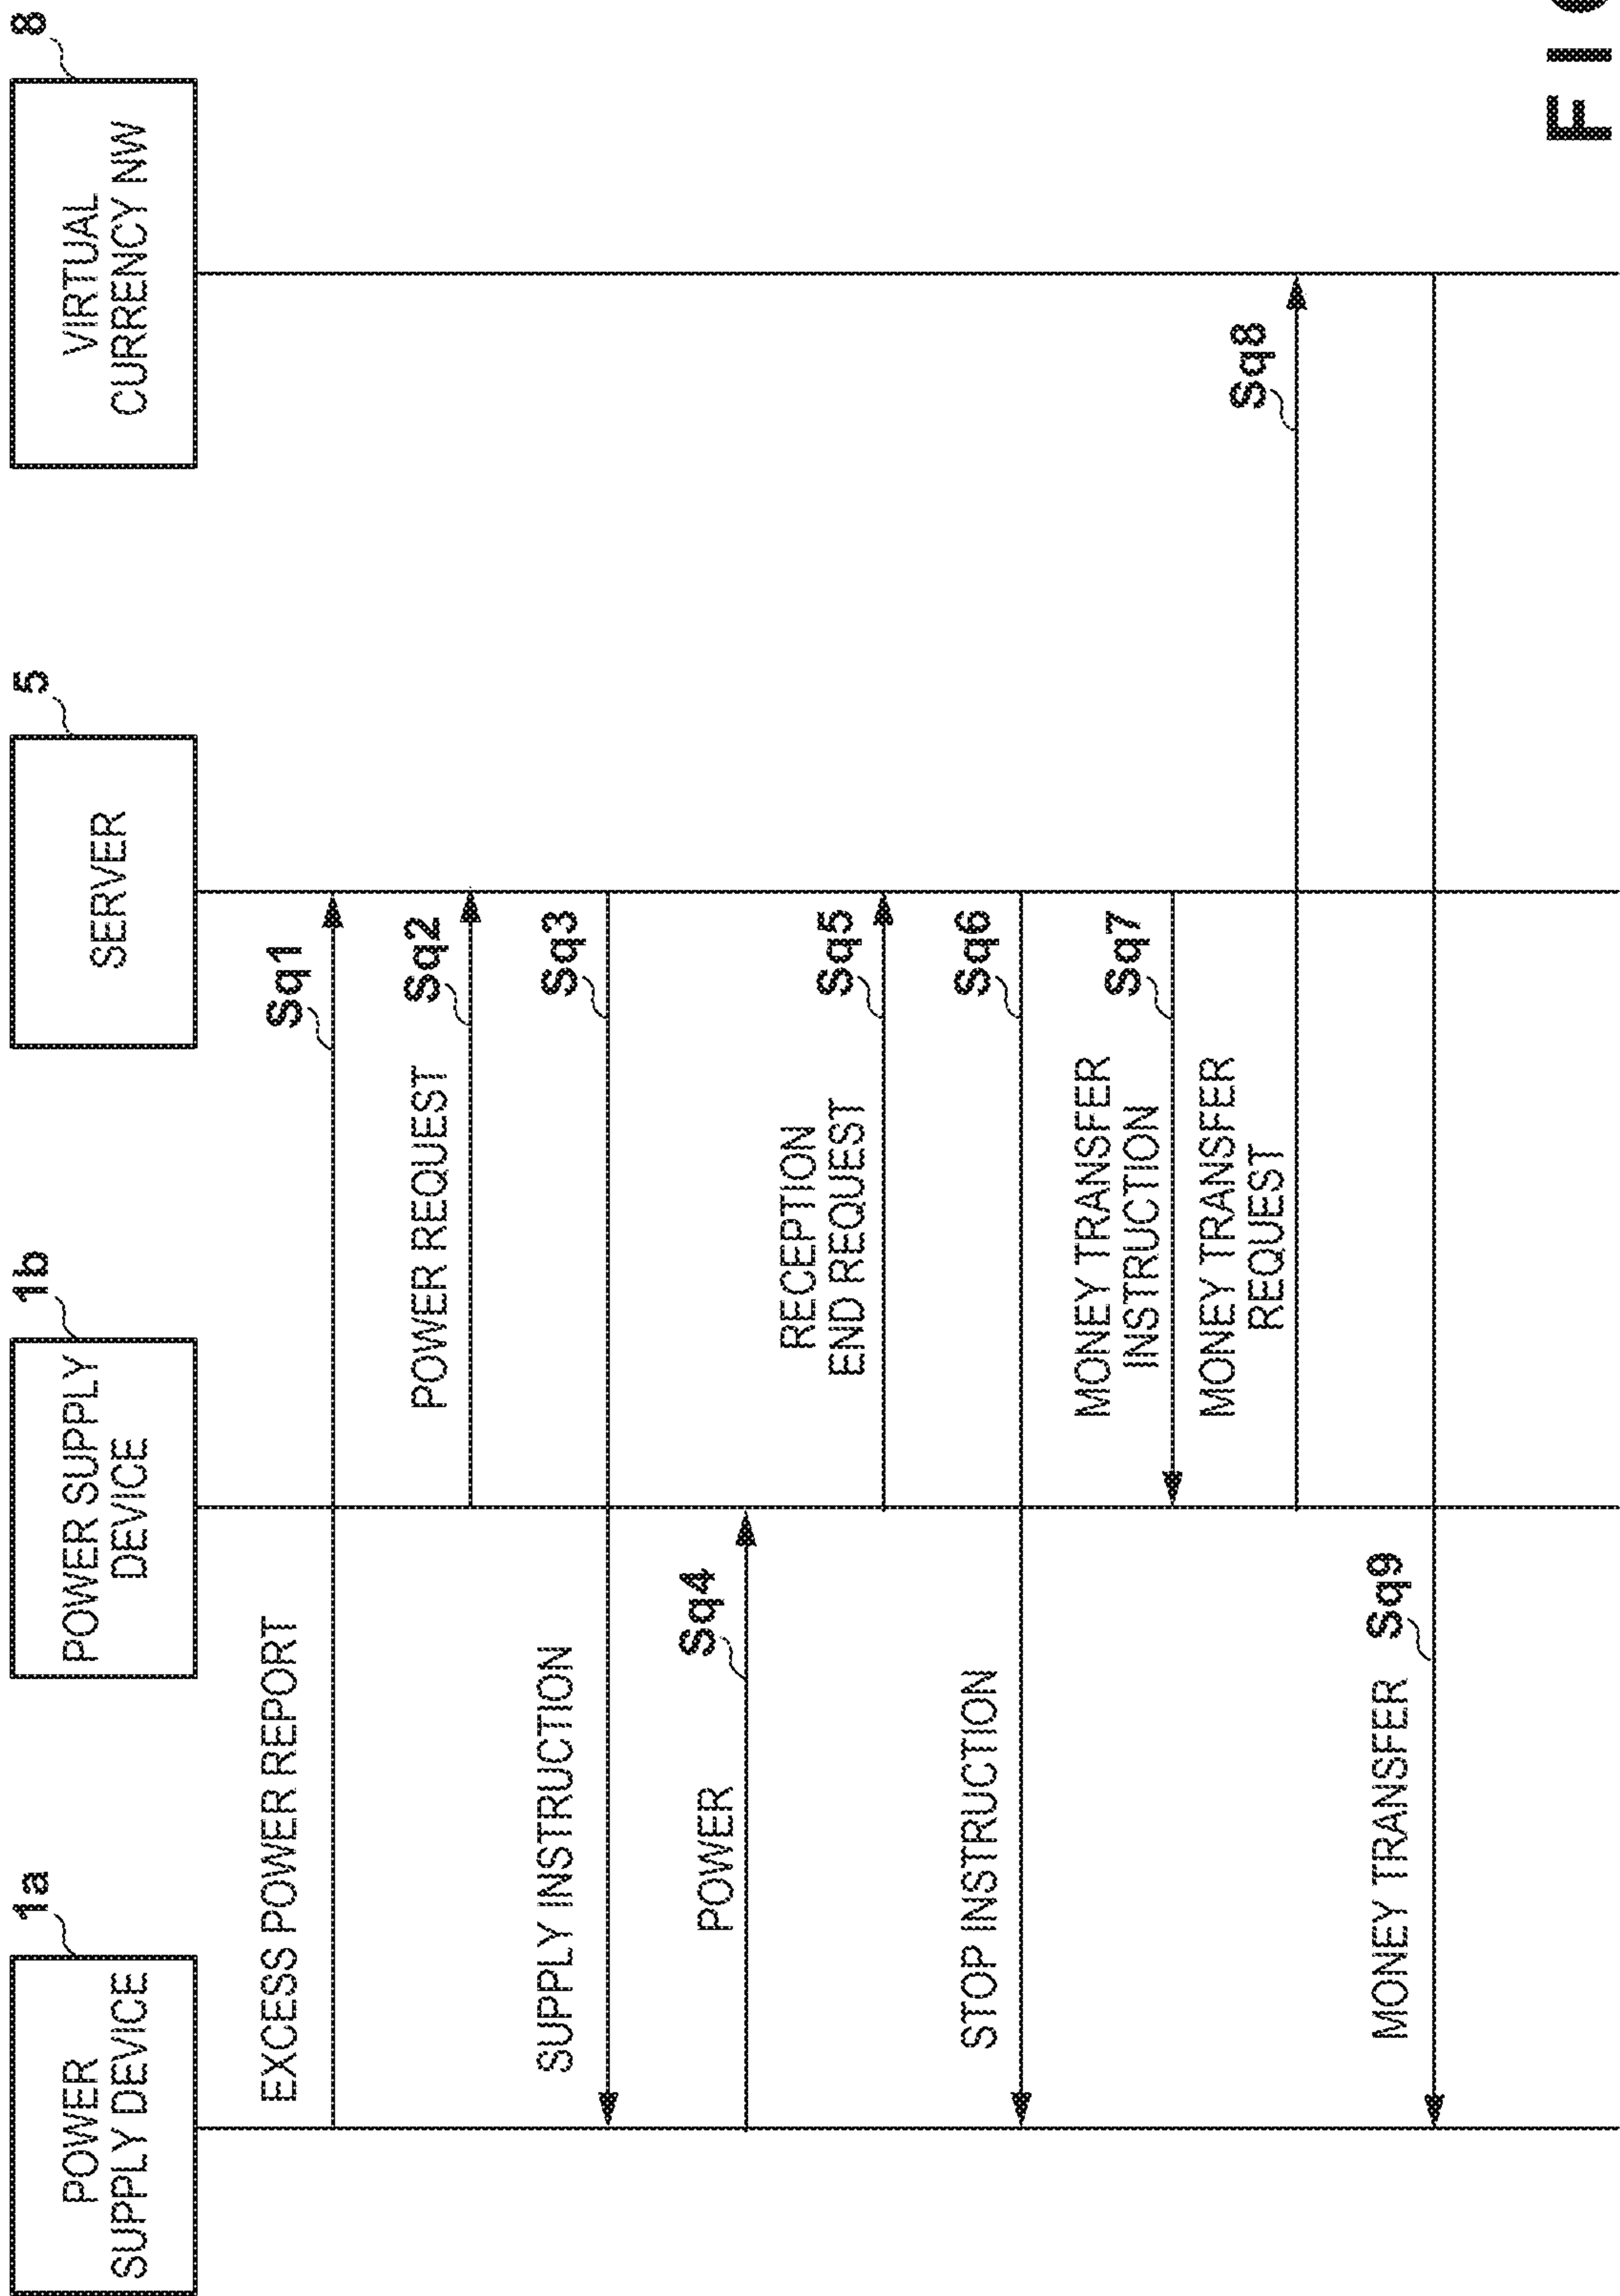 1a
POWER
SUPPLY DEVICE
1b
POWER SUPPLY
DEVICE
5
SERVER
8
VIRTUAL
CURRENCY NW
EXCESS POWER REPORT
Sq1
POWER REQUEST
Sq2
SUPPLY INSTRUCTION
Sq3
POWER
Sq4
RECEPTION
END REQUEST
Sq5
STOP INSTRUCTION
Sq6
MONEY TRANSFER
INSTRUCTION
Sq7
MONEY TRANSFER
REQUEST
Sq8
MONEY TRANSFER
Sq9